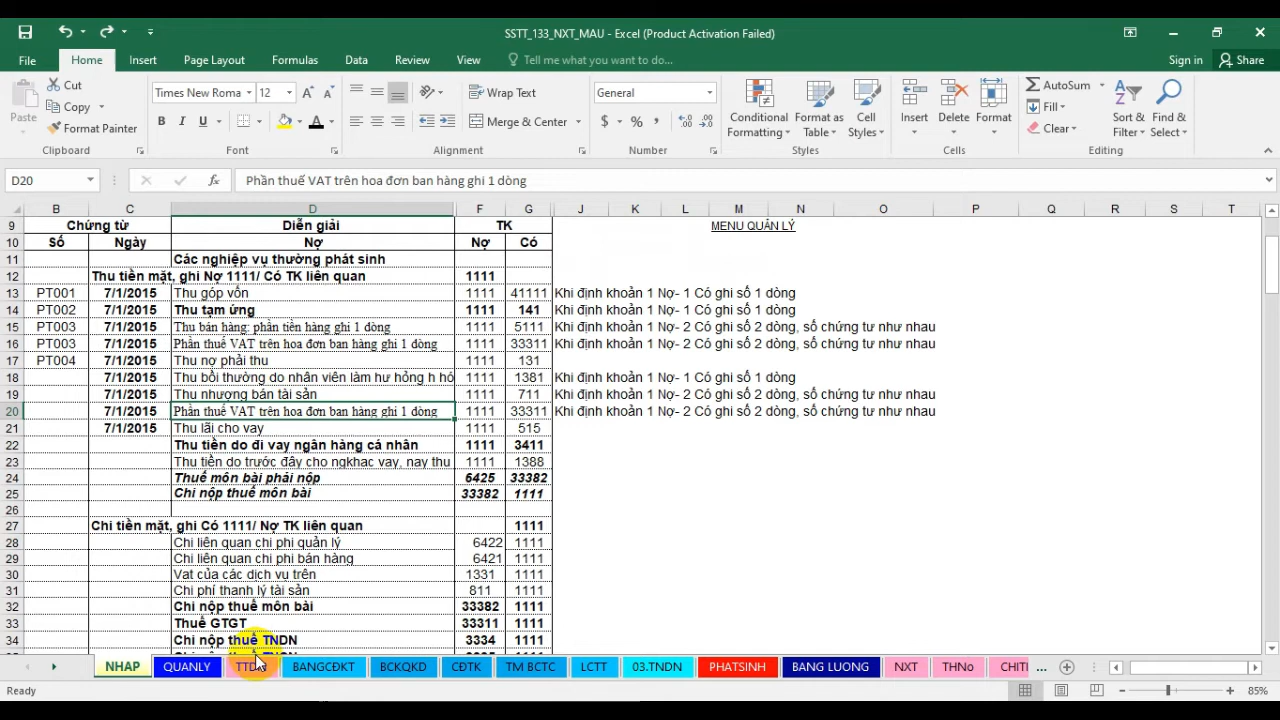 SSTT_133_NXT_MAU - Excel (Product Activation Failed)
File Home Insert Page Layout Formulas Data Review View Tell me what you want to do... Sign in Share
Cut
Copy
Format Painter
Paste
Clipboard
Times New Roma 12
B I U
Font
Wrap Text
Merge & Center
Alignment
General
$ % ,
Number
Conditional Formatting
Format as Table
Cell Styles
Styles
Insert Delete Format
Cells
AutoSum
Fill
Clear
Sort & Filter
Find & Select
Editing
D20 fx Phần thuế VAT trên hoa đơn ban hàng ghi 1 dòng
B C D F G J K L M N O P Q R S T
9 Chứng từ Diễn giải TK MENU QUẢN LÝ
10 Số Ngày Nợ Nợ Có
11 Các nghiệp vụ thường phát sinh
12 Thu tiền mặt, ghi Nợ 1111/ Có TK liên quan 1111
13 PT001 7/1/2015 Thu góp vốn 1111 41111 Khi định khoản 1 Nợ- 1 Có ghi số 1 dòng
14 PT002 7/1/2015 Thu tạm ứng 1111 141 Khi định khoản 1 Nợ- 1 Có ghi số 1 dòng
15 PT003 7/1/2015 Thu bán hàng: phần tiền hàng ghi 1 dòng 1111 5111 Khi định khoản 1 Nợ- 2 Có ghi số 2 dòng, số chứng tư như nhau
16 PT003 7/1/2015 Phần thuế VAT trên hoa đơn ban hàng ghi 1 dòng 1111 33311 Khi định khoản 1 Nợ- 2 Có ghi số 2 dòng, số chứng tư như nhau
17 PT004 7/1/2015 Thu nợ phải thu 1111 131
18 7/1/2015 Thu bồi thường do nhân viên làm hư hỏng h hó 1111 1381 Khi định khoản 1 Nợ- 1 Có ghi số 1 dòng
19 7/1/2015 Thu nhượng bán tài sản 1111 711 Khi định khoản 1 Nợ- 2 Có ghi số 2 dòng, số chứng tư như nhau
20 7/1/2015 Phần thuế VAT trên hoa đơn ban hàng ghi 1 dòng 1111 33311 Khi định khoản 1 Nợ- 2 Có ghi số 2 dòng, số chứng tư như nhau
21 7/1/2015 Thu lãi cho vay 1111 515
22 Thu tiền do đi vay ngân hàng cá nhân 1111 3411
23 Thu tiền do trước đây cho ngkhac vay, nay thu 1111 1388
24 Thuế môn bài phải nộp 6425 33382
25 Chi nộp thuế môn bài 33382 1111
26
27 Chi tiền mặt, ghi Có 1111/ Nợ TK liên quan 1111
28 Chi liên quan chi phi quản lý 6422 1111
29 Chi liên quan chi phi bán hàng 6421 1111
30 Vat của các dịch vụ trên 1331 1111
31 Chi phí thanh lý tài sản 811 1111
32 Chi nộp thuế môn bài 33382 1111
33 Thuế GTGT 33311 1111
34 Chi nộp thuế TNDN 3334 1111
NHAP QUANLY BANGCĐKT BCKQKD CĐTK TM BCTC LCTT 03.TNDN PHATSINH BANG LUONG NXT THNo CHITI ...
Ready 85%